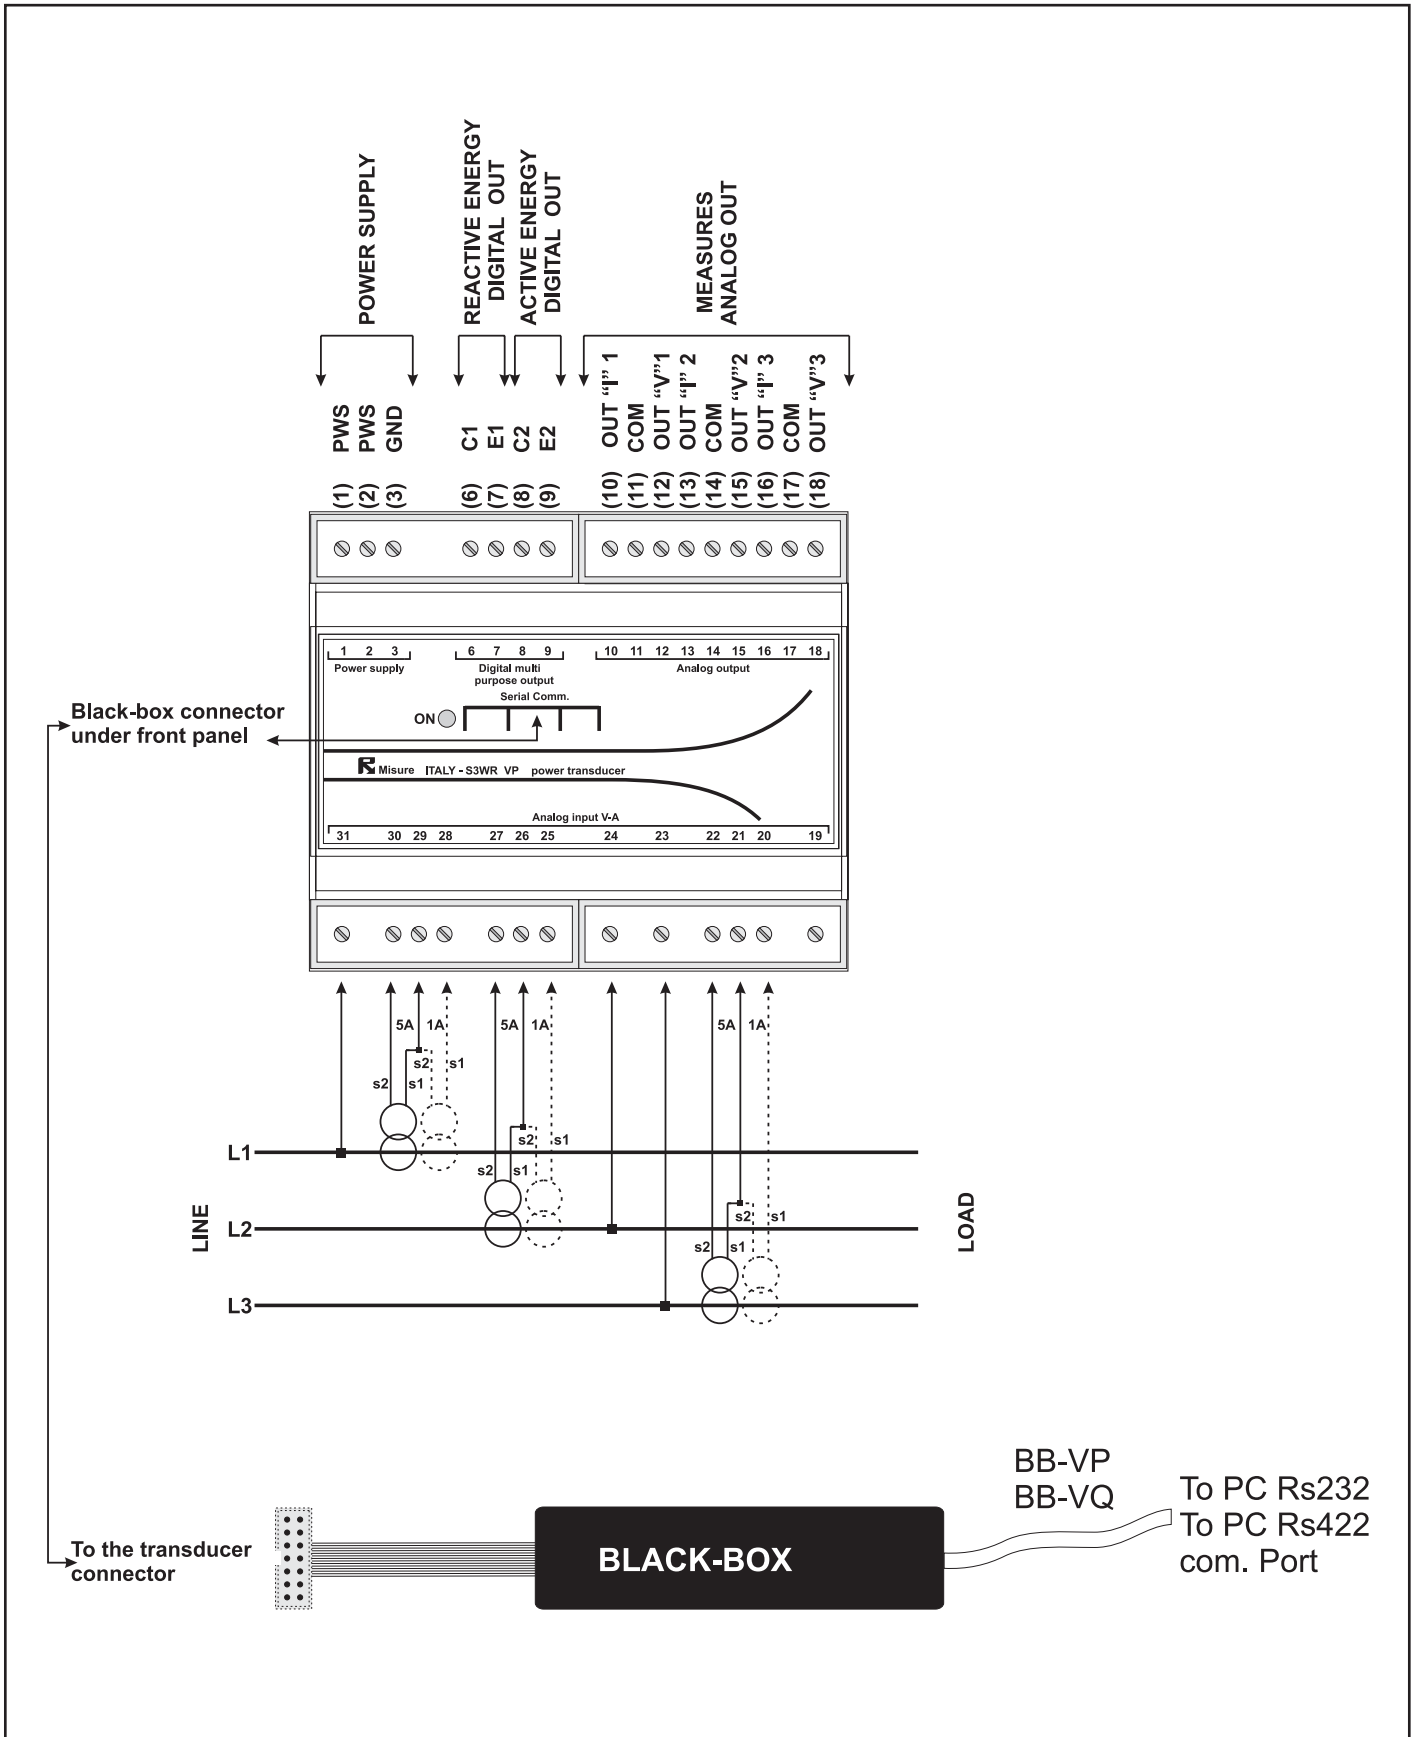 POWER SUPPLY
REACTIVE ENERGY
DIGITAL OUT
ACTIVE ENERGY
DIGITAL OUT
MEASURES
ANALOG OUT
(1) PWS
(2) PWS
(3) GND
(6) C1
(7) E1
(8) C2
(9) E2
(10) OUT “I” 1
(11) COM
(12) OUT “V”1
(13) OUT “I” 2
(14) COM
(15) OUT “V”2
(16) OUT “I” 3
(17) COM
(18) OUT “V”3
1 2 3 6 7 8 9 10 11 12 13 14 15 16 17 18
Power supply
Digital multi
purpose output
Analog output
Serial Comm.
ON
Black-box connector
under front panel
R Misure ITALY - S3WR VP power transducer
Analog input V-A
31 30 29 28 27 26 25 24 23 22 21 20 19
5A 1A 5A 1A 5A 1A
s2 s1
s2 s1
L1
s2 s1
s2 s1
L2
s2 s1
s2 s1
L3
LINE
LOAD
BB-VP
BB-VQ
To PC Rs232
To PC Rs422
com. Port
To the transducer
connector
BLACK-BOX